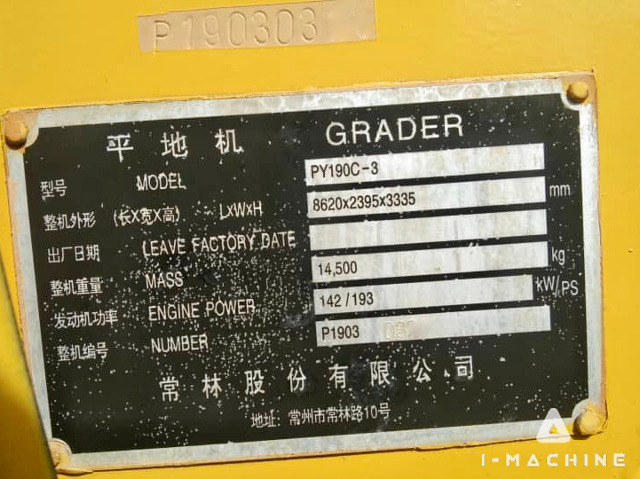 P190303
平地机 GRADER
型号 MODEL PY190C-3
整机外形 (长X宽X高) LxWxH 8620x2395x3335 mm
出厂日期 LEAVE FACTORY DATE
整机重量 MASS 14,500 kg
发动机功率 ENGINE POWER 142/193 kW/PS
整机编号 NUMBER P1903
常林股份有限公司
地址: 常州市常林路10号
I-MACHINE